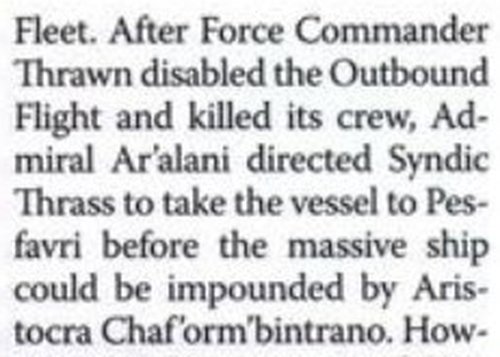 Fleet. After Force Commander
Thrawn disabled the Outbound
Flight and killed its crew, Ad-
miral Ar'alani directed Syndic
Thrass to take the vessel to Pes-
favri before the massive ship
could be impounded by Aris-
tocra Chaf'orm'bintrano. How-